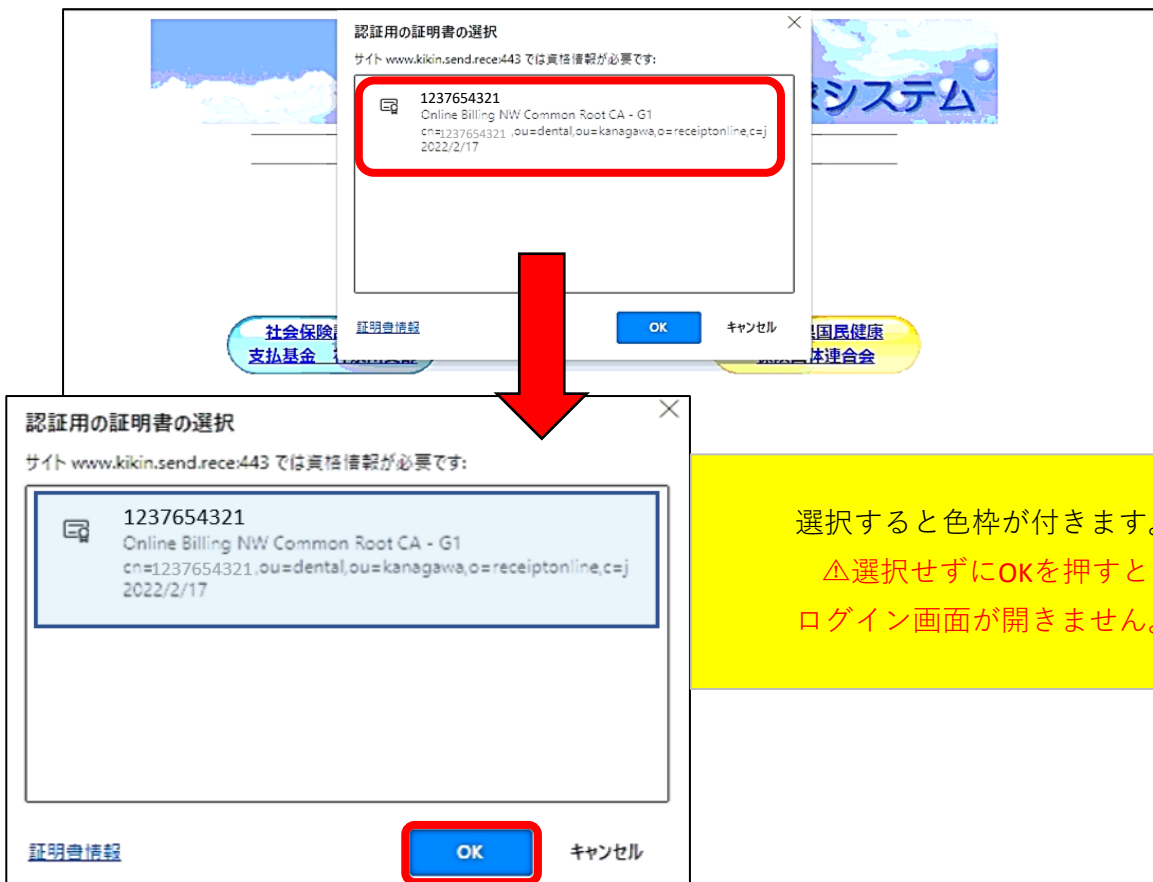 認証用の証明書の選択
サイト www.kikin.send.rece:443 では資格情報が必要です:
1237654321
Online Billing NW Common Root CA - G1
cn=1237654321 ,ou=dental,ou=kanagawa,o=receiptonline,c=j
2022/2/17
システム
証明書情報
OK
キャンセル
社会保険
支払基金
国民健康
体連合会
認証用の証明書の選択
サイト www.kikin.send.rece:443 では資格情報が必要です:
1237654321
Online Billing NW Common Root CA - G1
cn=1237654321,ou=dental,ou=kanagawa,o=receiptonline,c=j
2022/2/17
証明書情報
OK
キャンセル
選択すると色枠が付きます。
⚠選択せずにOKを押すと
ログイン画面が開きません。